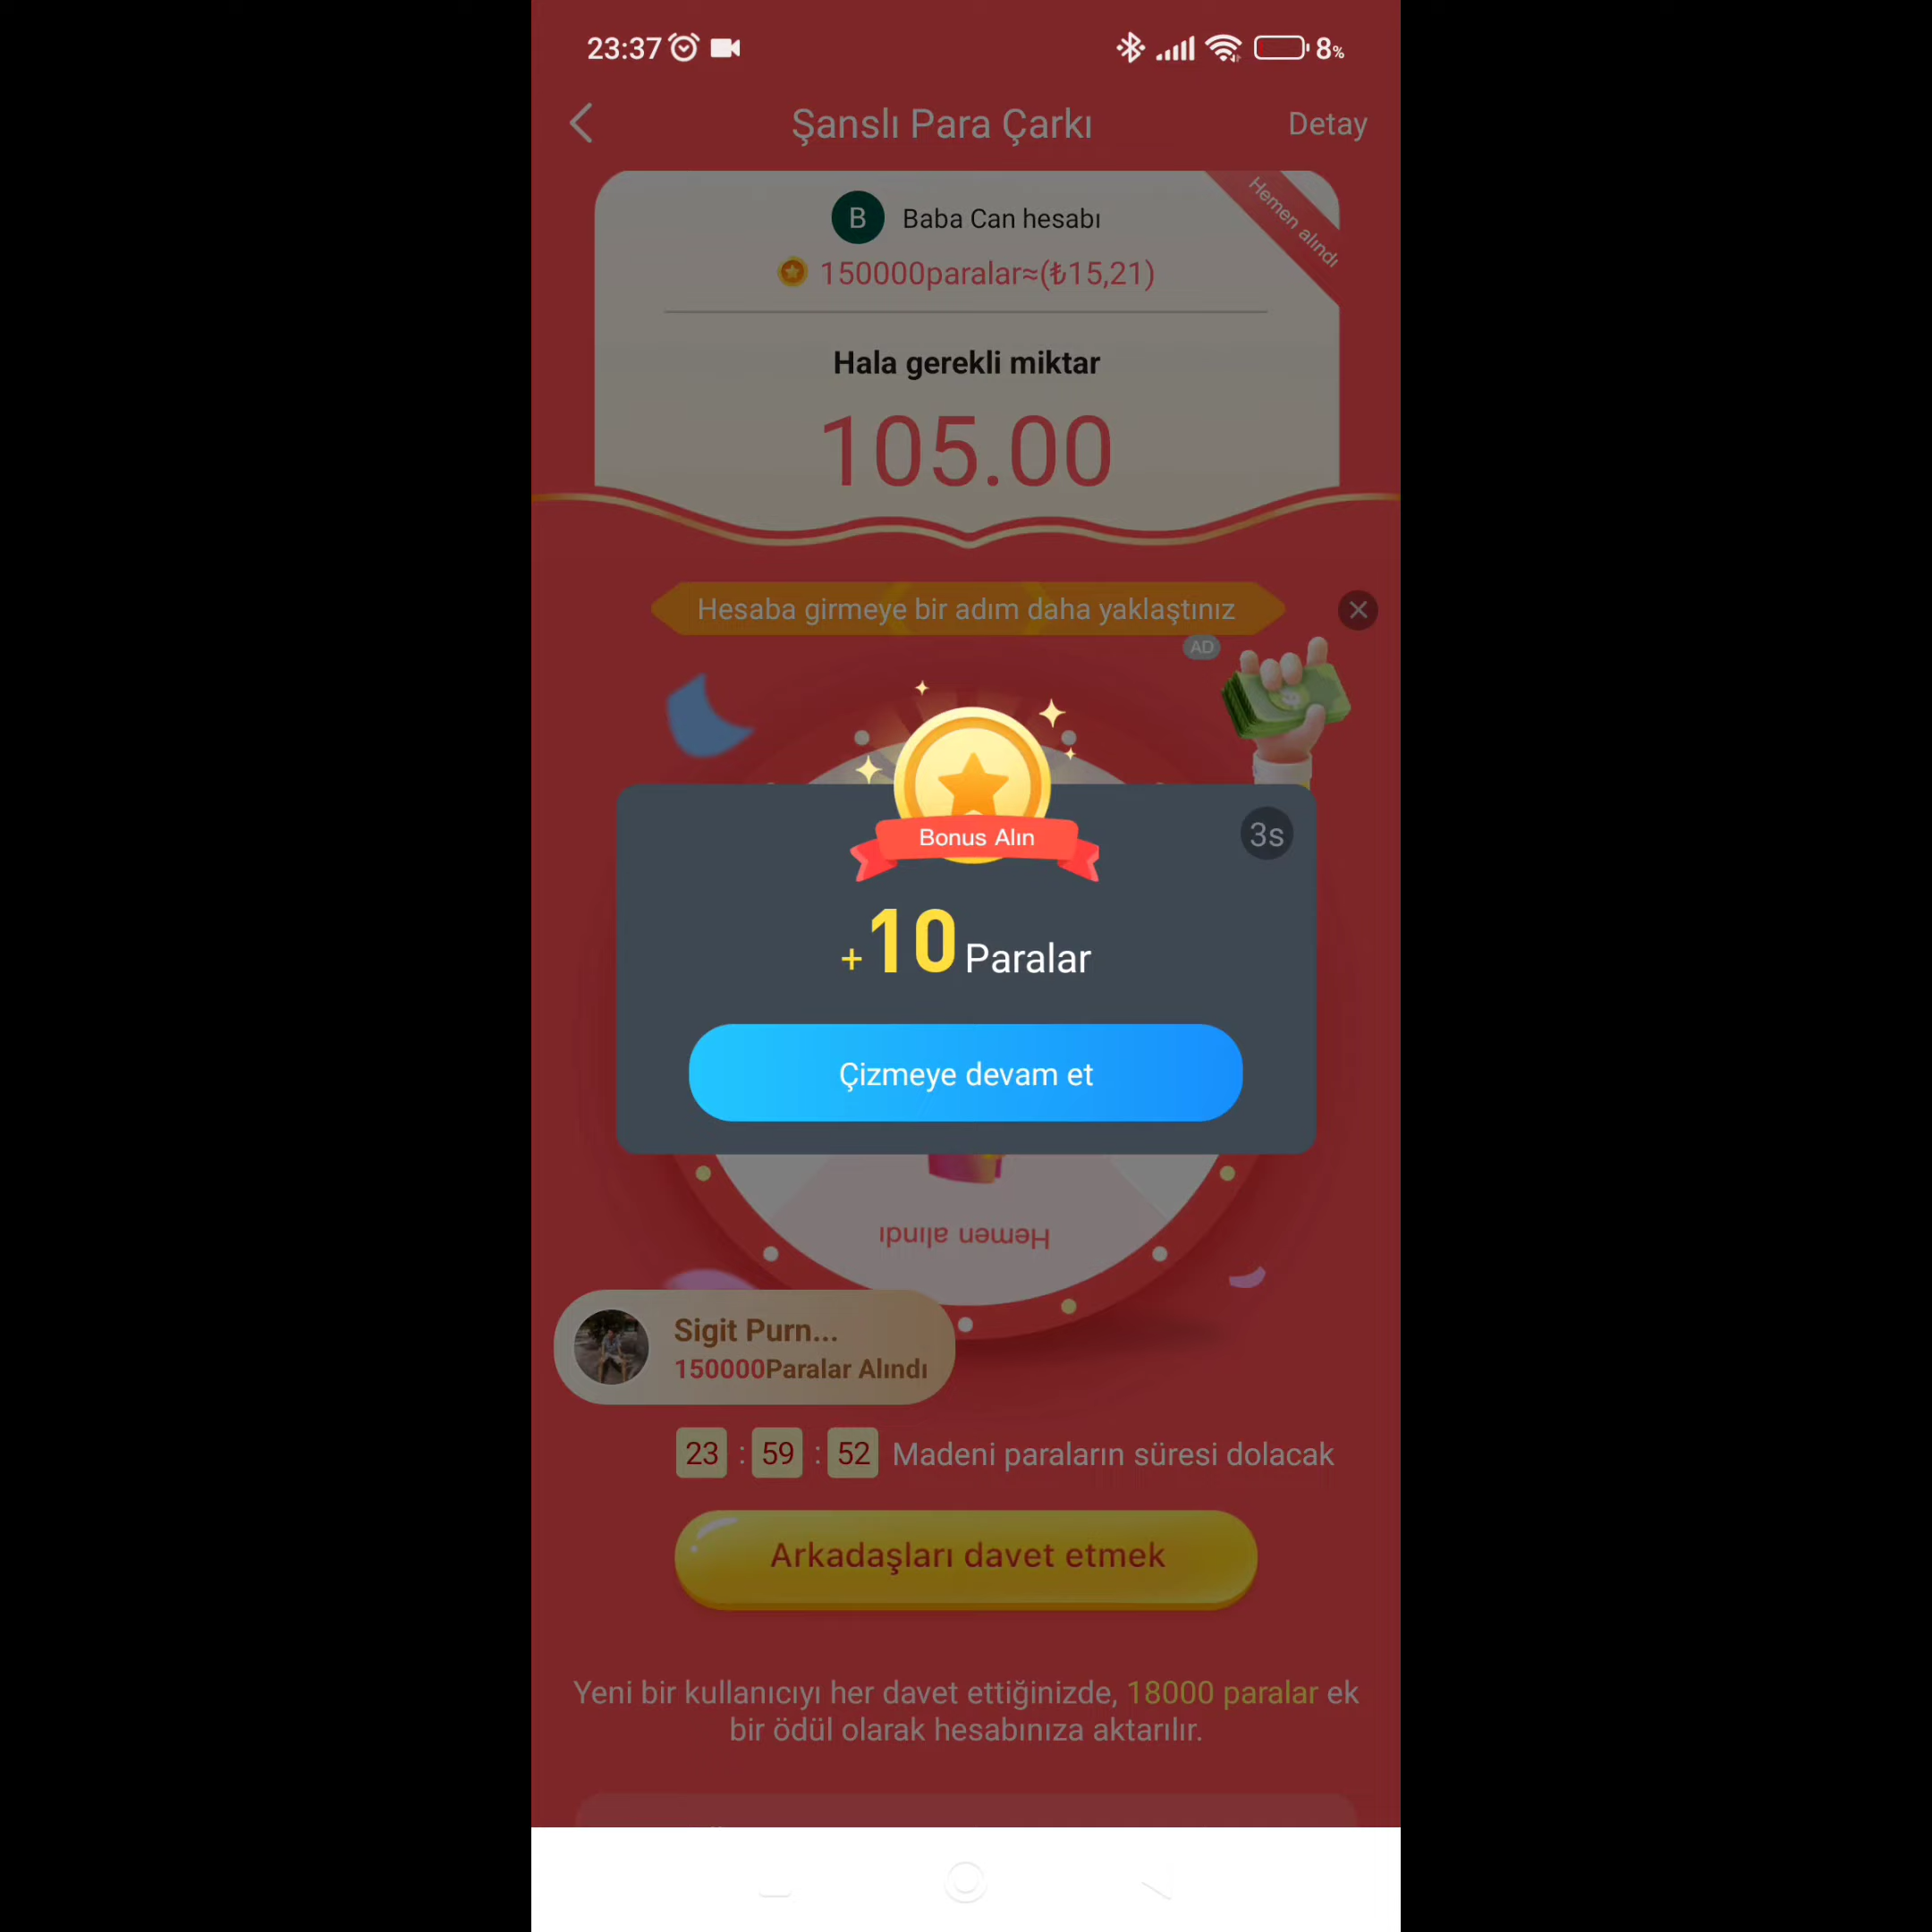 23:37
8%
Şanslı Para Çarkı
Detay
Hemen alındı
B
Baba Can hesabı
150000paralar≈(₺15,21)
Hala gerekli miktar
105.00
Hesaba girmeye bir adım daha yaklaştınız
AD
3s
Bonus Alın
+10 Paralar
Çizmeye devam et
Hemen alındı
Sigit Purn...
150000Paralar Alındı
23 : 59 : 52 Madeni paraların süresi dolacak
Arkadaşları davet etmek
Yeni bir kullanıcıyı her davet ettiğinizde, 18000 paralar ek
bir ödül olarak hesabınıza aktarılır.